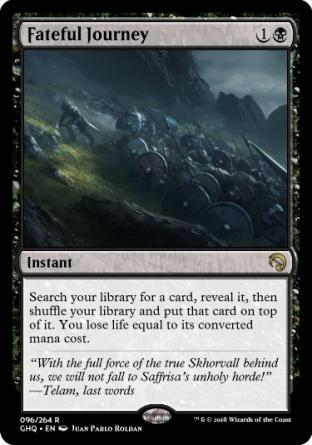 Fateful Journey 1
Instant
Search your library for a card, reveal it, then
shuffle your library and put that card on top
of it. You lose life equal to its converted
mana cost.
“With the full force of the true Skhorvall behind
us, we will not fall to Saffrisa’s unholy horde!”
—Telam, last words
096/264 R
GHQ • EN Juan Pablo Roldan
™ & © 2018 Wizards of the Coast